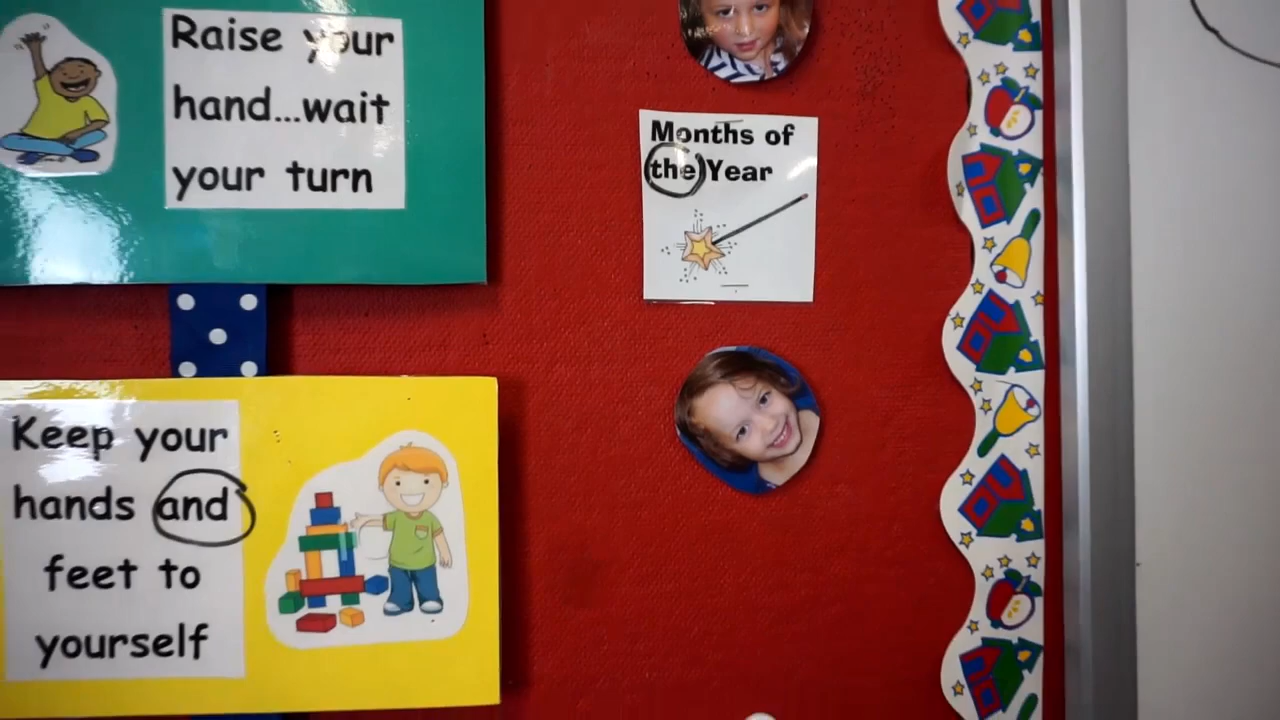 Raise your
hand...wait
your turn
Months of
the Year
Keep your
hands and
feet to
yourself